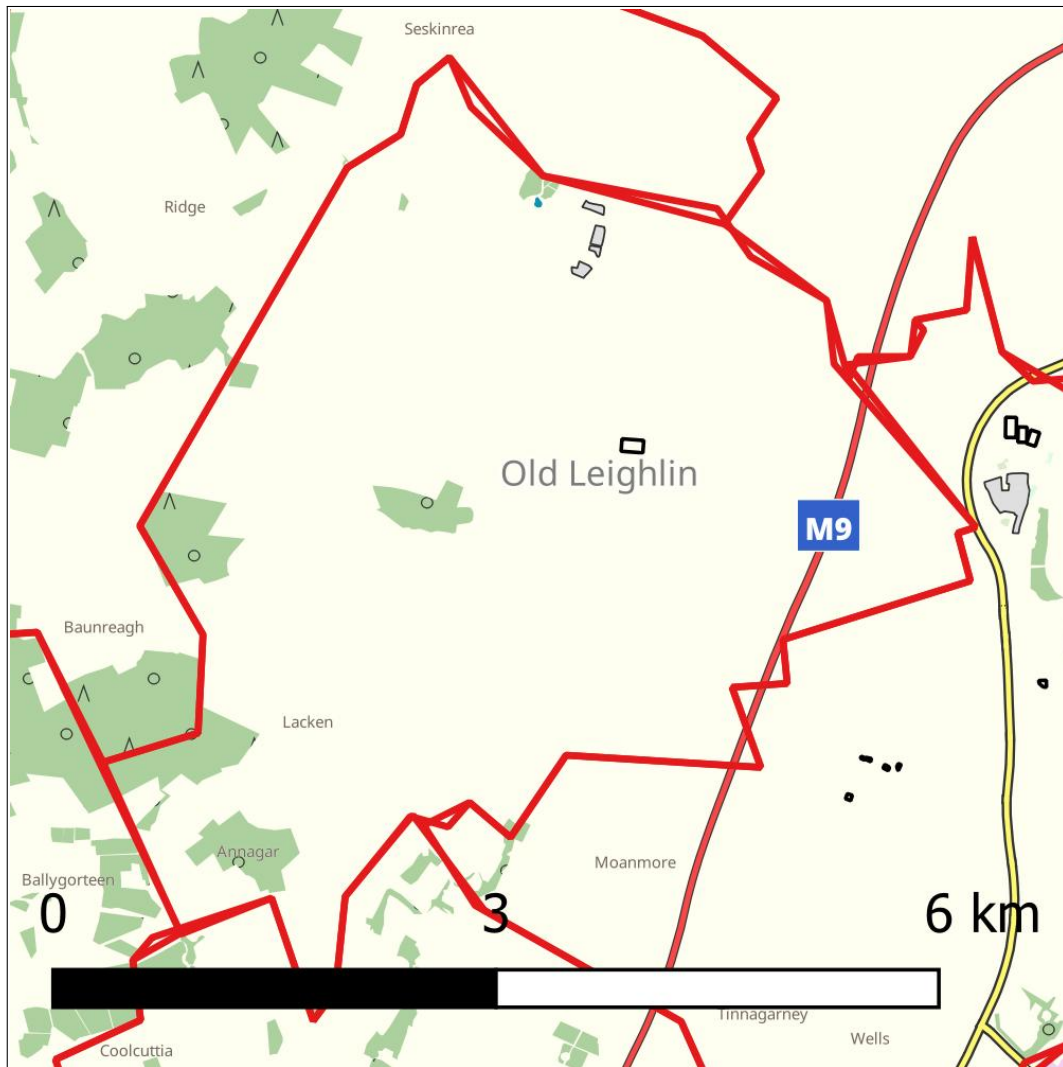 Seskinrea
Ridge
Old Leighlin
M9
Baunreagh
Lacken
Annagar
Moanmore
Ballygorteen
0 3 6 km
Tinnagarney
Wells
Coolcuttia